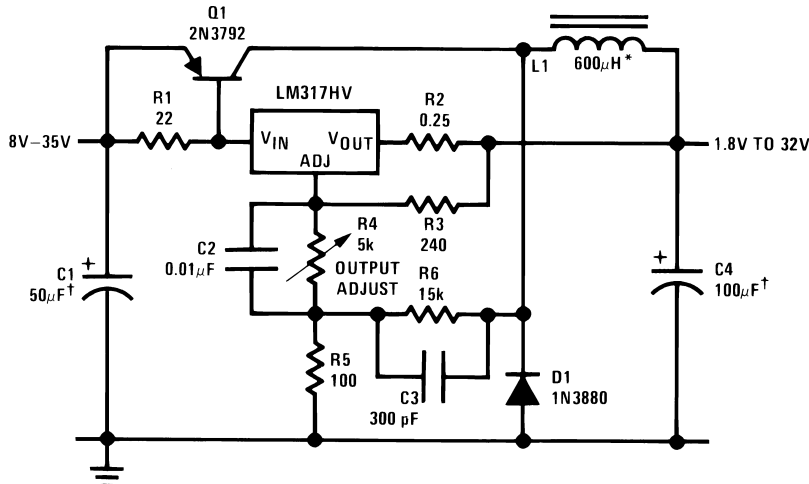 Q1
2N3792
LM317HV
L1
600μH*
R1
22
R2
0.25
8V–35V
VIN
VOUT
ADJ
1.8V TO 32V
R3
240
R4
5k
OUTPUT
ADJUST
C2
0.01μF
R6
15k
C1
+
50μF†
C4
+
100μF†
R5
100
C3
300 pF
D1
1N3880